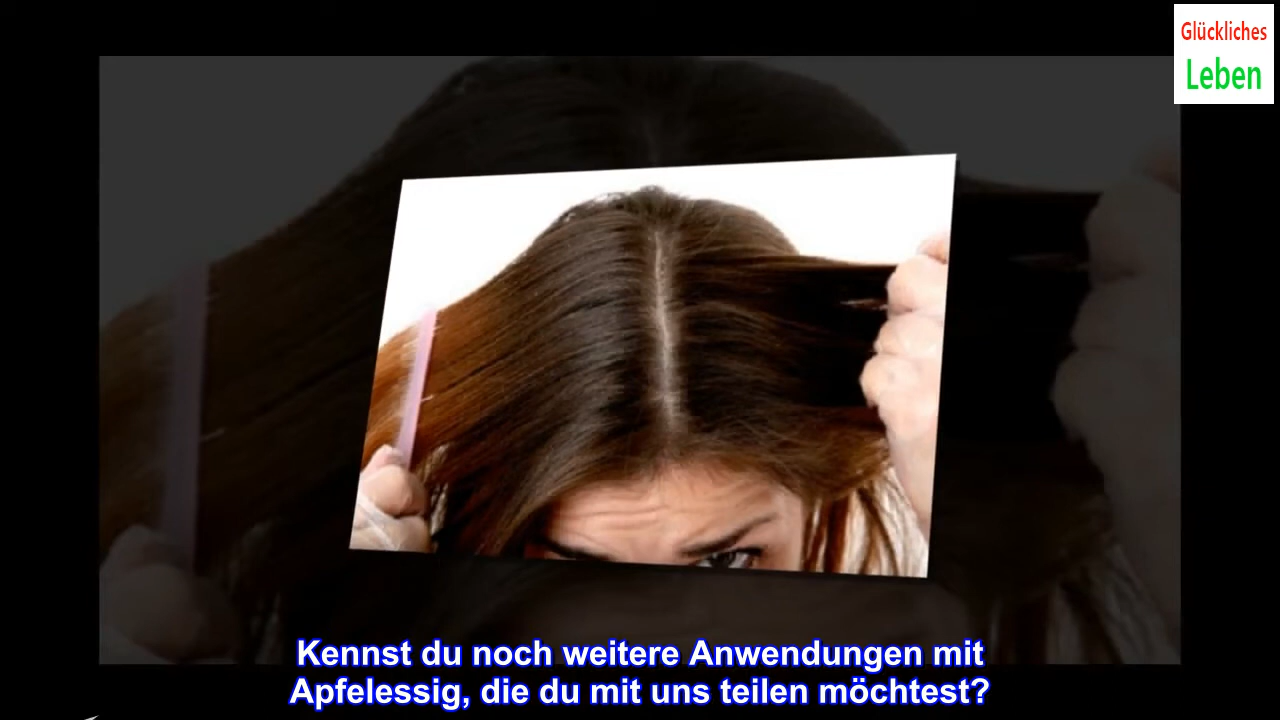 Glückliches
Leben
Kennst du noch weitere Anwendungen mit
Apfelessig, die du mit uns teilen möchtest?